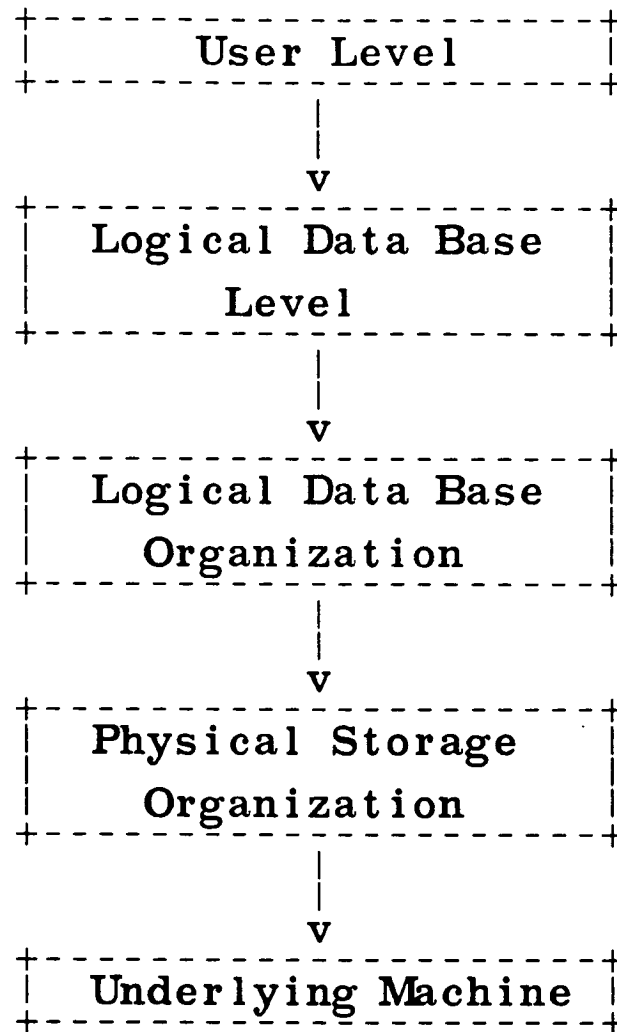 User Level
v
Logical Data Base
Level
v
Logical Data Base
Organization
v
Physical Storage
Organization
v
Underlying Machine